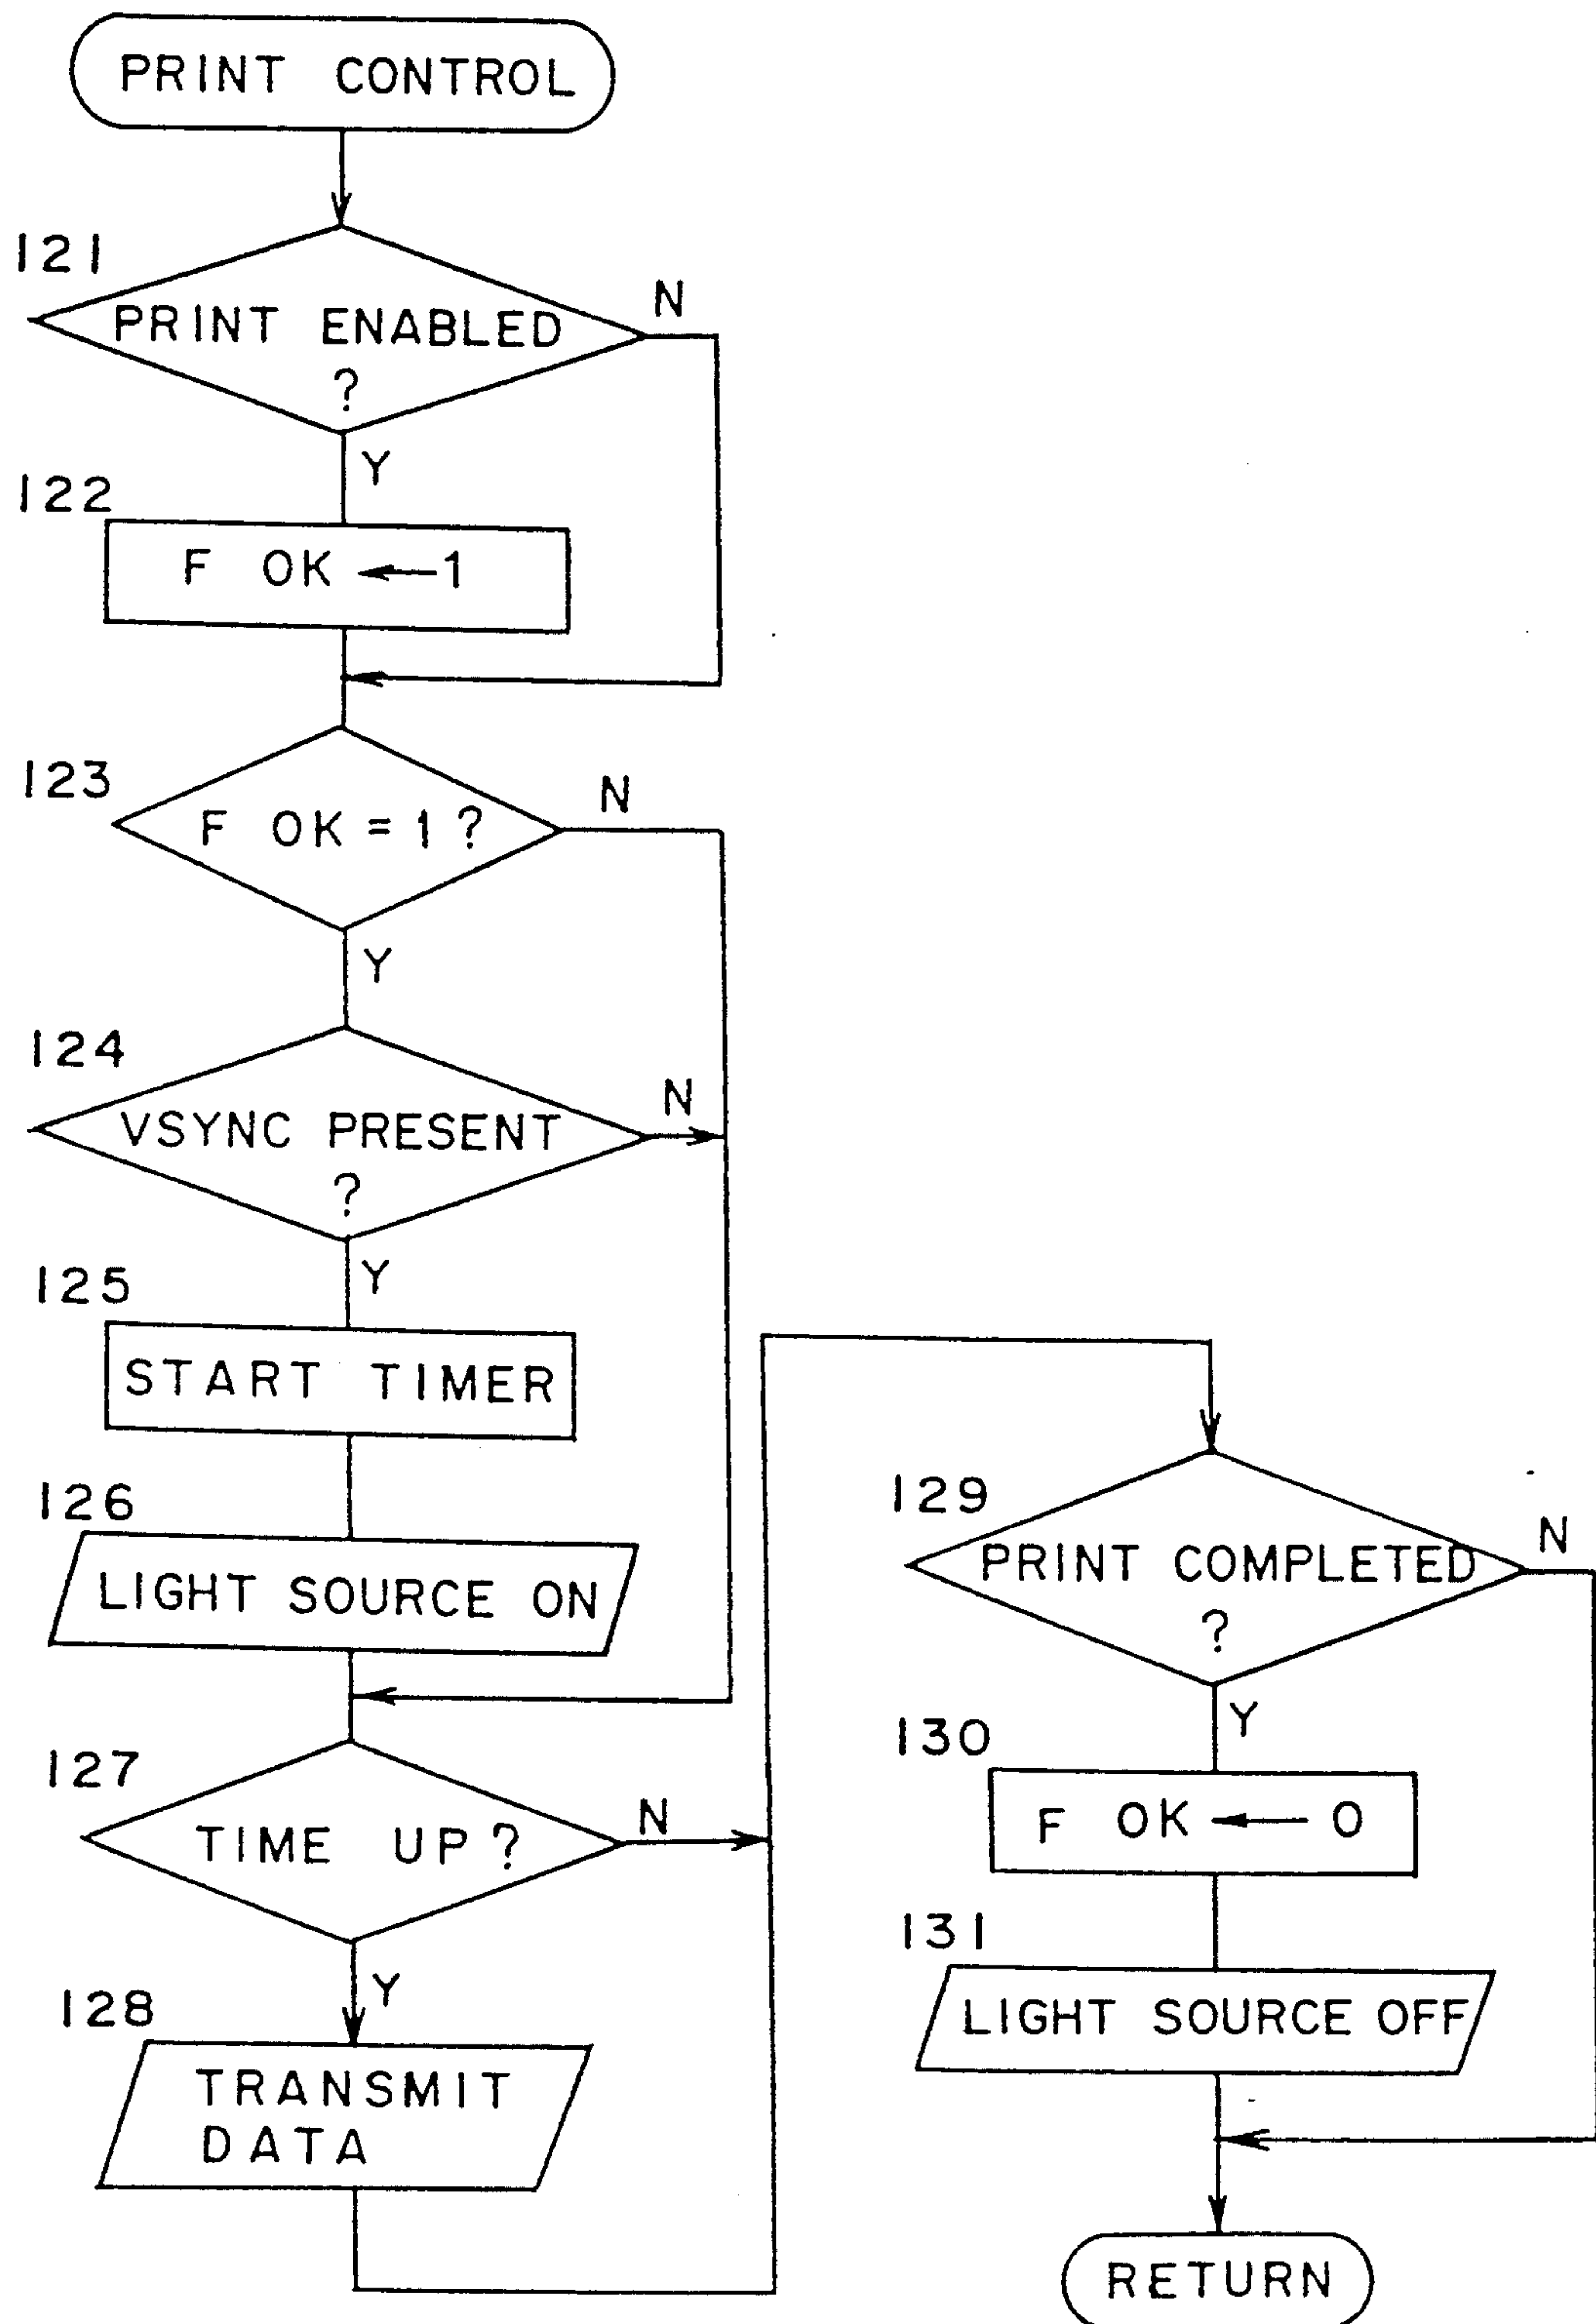 PRINT CONTROL
121
PRINT ENABLED
?
N
Y
122
F OK ←1
123
F OK = 1 ?
N
Y
124
VSYNC PRESENT
?
N
Y
125
START TIMER
126
LIGHT SOURCE ON
127
TIME UP ?
N
Y
128
TRANSMIT
DATA
129
PRINT COMPLETED
?
N
Y
130
F OK ← 0
131
LIGHT SOURCE OFF
RETURN